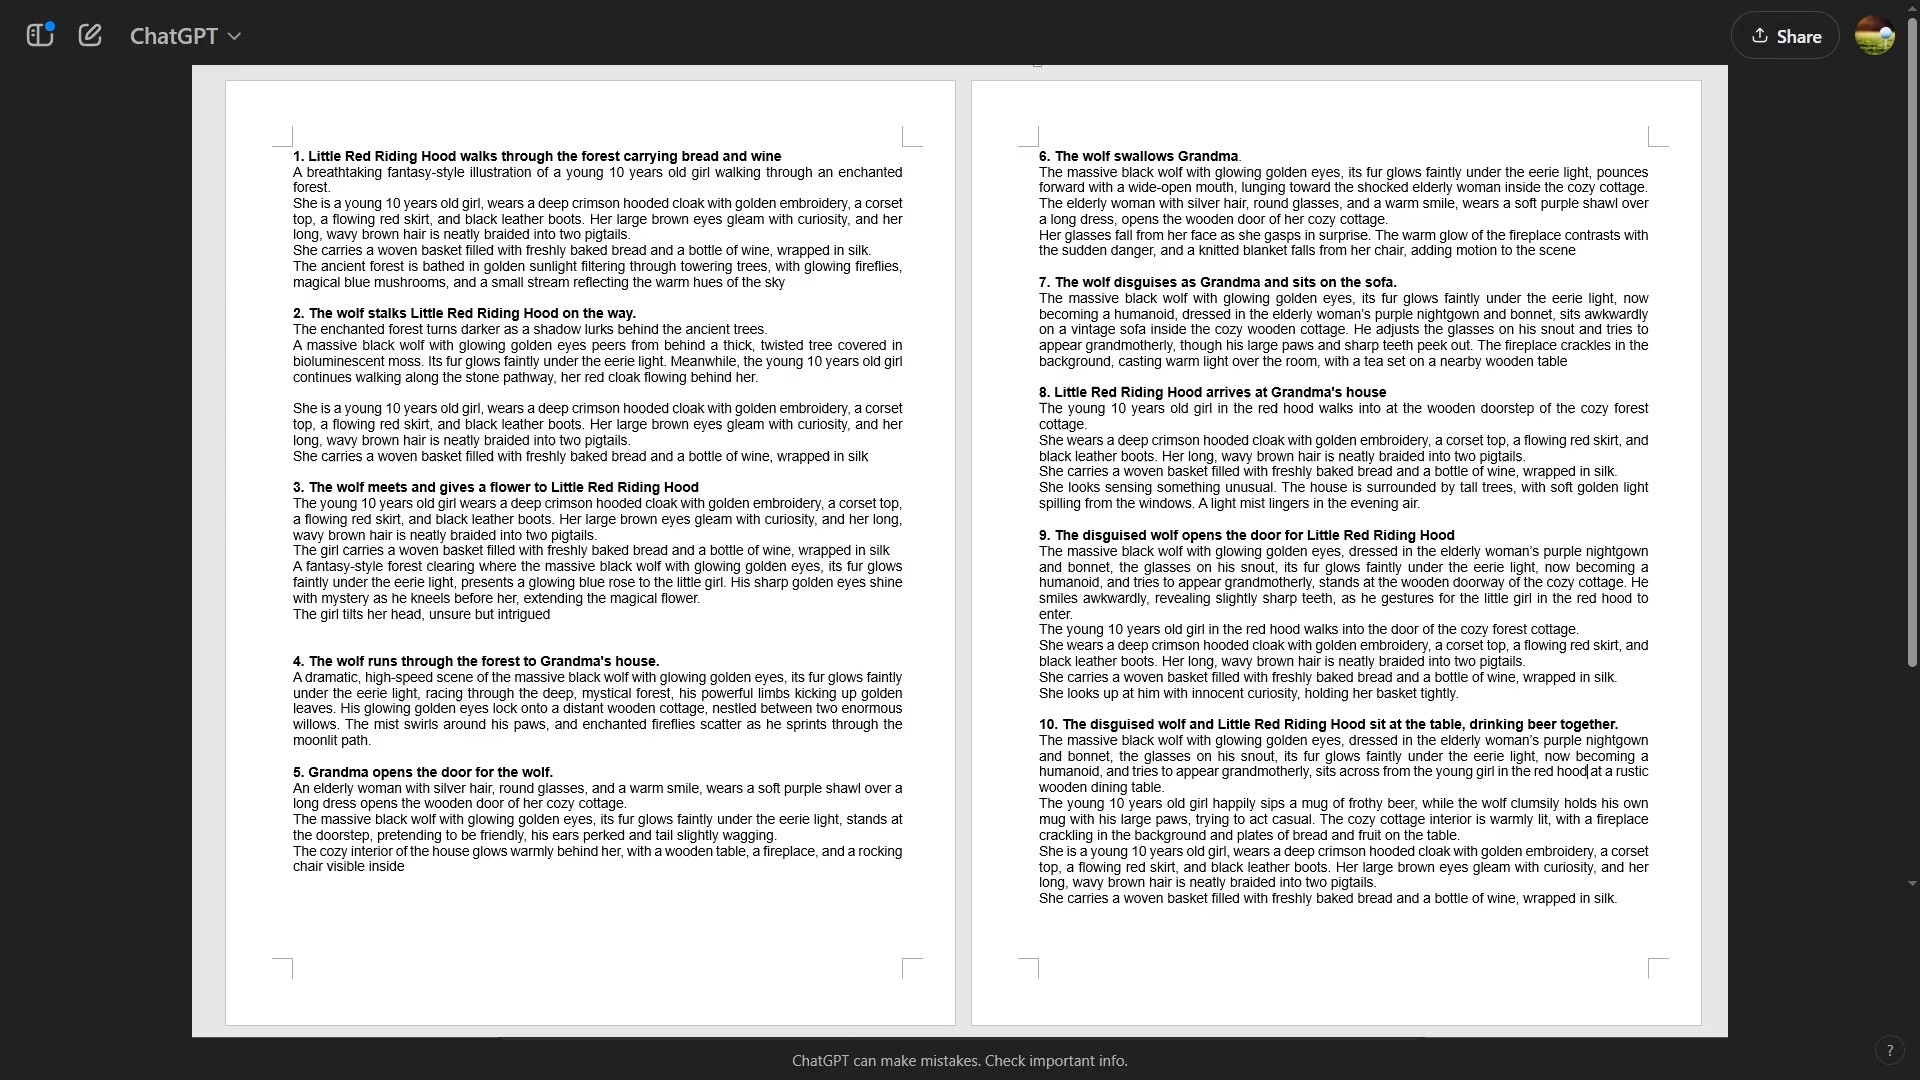 ChatGPT
Share
1. Little Red Riding Hood walks through the forest carrying bread and wine
A breathtaking fantasy-style illustration of a young 10 years old girl walking through an enchanted
forest.
She is a young 10 years old girl, wears a deep crimson hooded cloak with golden embroidery, a corset
top, a flowing red skirt, and black leather boots. Her large brown eyes gleam with curiosity, and her
long, wavy brown hair is neatly braided into two pigtails.
She carries a woven basket filled with freshly baked bread and a bottle of wine, wrapped in silk.
The ancient forest is bathed in golden sunlight filtering through towering trees, with glowing fireflies,
magical blue mushrooms, and a small stream reflecting the warm hues of the sky
2. The wolf stalks Little Red Riding Hood on the way.
The enchanted forest turns darker as a shadow lurks behind the ancient trees.
A massive black wolf with glowing golden eyes peers from behind a thick, twisted tree covered in
bioluminescent moss. Its fur glows faintly under the eerie light. Meanwhile, the young 10 years old girl
continues walking along the stone pathway, her red cloak flowing behind her.
She is a young 10 years old girl, wears a deep crimson hooded cloak with golden embroidery, a corset
top, a flowing red skirt, and black leather boots. Her large brown eyes gleam with curiosity, and her
long, wavy brown hair is neatly braided into two pigtails.
She carries a woven basket filled with freshly baked bread and a bottle of wine, wrapped in silk
3. The wolf meets and gives a flower to Little Red Riding Hood
The young 10 years old girl wears a deep crimson hooded cloak with golden embroidery, a corset top,
a flowing red skirt, and black leather boots. Her large brown eyes gleam with curiosity, and her long,
wavy brown hair is neatly braided into two pigtails.
The girl carries a woven basket filled with freshly baked bread and a bottle of wine, wrapped in silk
A fantasy-style forest clearing where the massive black wolf with glowing golden eyes, its fur glows
faintly under the eerie light, presents a glowing blue rose to the little girl. His sharp golden eyes shine
with mystery as he kneels before her, extending the magical flower.
The girl tilts her head, unsure but intrigued
4. The wolf runs through the forest to Grandma's house.
A dramatic, high-speed scene of the massive black wolf with glowing golden eyes, its fur glows faintly
under the eerie light, racing through the deep, mystical forest, his powerful limbs kicking up golden
leaves. His glowing golden eyes lock onto a distant wooden cottage, nestled between two enormous
willows. The mist swirls around his paws, and enchanted fireflies scatter as he sprints through the
moonlit path.
5. Grandma opens the door for the wolf.
An elderly woman with silver hair, round glasses, and a warm smile, wears a soft purple shawl over a
long dress opens the wooden door of her cozy cottage.
The massive black wolf with glowing golden eyes, its fur glows faintly under the eerie light, stands at
the doorstep, pretending to be friendly, his ears perked and tail slightly wagging.
The cozy interior of the house glows warmly behind her, with a wooden table, a fireplace, and a rocking
chair visible inside
6. The wolf swallows Grandma.
The massive black wolf with glowing golden eyes, its fur glows faintly under the eerie light, pounces
forward with a wide-open mouth, lunging toward the shocked elderly woman inside the cozy cottage.
The elderly woman with silver hair, round glasses, and a warm smile, wears a soft purple shawl over
a long dress, opens the wooden door of her cozy cottage.
Her glasses fall from her face as she gasps in surprise. The warm glow of the fireplace contrasts with
the sudden danger, and a knitted blanket falls from her chair, adding motion to the scene
7. The wolf disguises as Grandma and sits on the sofa.
The massive black wolf with glowing golden eyes, its fur glows faintly under the eerie light, now
becoming a humanoid, dressed in the elderly woman's purple nightgown and bonnet, sits awkwardly
on a vintage sofa inside the cozy wooden cottage. He adjusts the glasses on his snout and tries to
appear grandmotherly, though his large paws and sharp teeth peek out. The fireplace crackles in the
background, casting warm light over the room, with a tea set on a nearby wooden table
8. Little Red Riding Hood arrives at Grandma's house
The young 10 years old girl in the red hood walks into at the wooden doorstep of the cozy forest
cottage.
She wears a deep crimson hooded cloak with golden embroidery, a corset top, a flowing red skirt, and
black leather boots. Her long, wavy brown hair is neatly braided into two pigtails.
She carries a woven basket filled with freshly baked bread and a bottle of wine, wrapped in silk.
She looks sensing something unusual. The house is surrounded by tall trees, with soft golden light
spilling from the windows. A light mist lingers in the evening air.
9. The disguised wolf opens the door for Little Red Riding Hood
The massive black wolf with glowing golden eyes, dressed in the elderly woman's purple nightgown
and bonnet, the glasses on his snout, its fur glows faintly under the eerie light, now becoming a
humanoid, and tries to appear grandmotherly, stands at the wooden doorway of the cozy cottage. He
smiles awkwardly, revealing slightly sharp teeth, as he gestures for the little girl in the red hood to
enter.
The young 10 years old girl in the red hood walks into the door of the cozy forest cottage.
She wears a deep crimson hooded cloak with golden embroidery, a corset top, a flowing red skirt, and
black leather boots. Her long, wavy brown hair is neatly braided into two pigtails.
She carries a woven basket filled with freshly baked bread and a bottle of wine, wrapped in silk.
She looks up at him with innocent curiosity, holding her basket tightly.
10. The disguised wolf and Little Red Riding Hood sit at the table, drinking beer together.
The massive black wolf with glowing golden eyes, dressed in the elderly woman's purple nightgown
and bonnet, the glasses on his snout, its fur glows faintly under the eerie light, now becoming a
humanoid, and tries to appear grandmotherly, sits across from the young girl in the red hood at a rustic
wooden dining table.
The young 10 years old girl happily sips a mug of frothy beer, while the wolf clumsily holds his own
mug with his large paws, trying to act casual. The cozy cottage interior is warmly lit, with a fireplace
crackling in the background and plates of bread and fruit on the table.
She is a young 10 years old girl, wears a deep crimson hooded cloak with golden embroidery, a corset
top, a flowing red skirt, and black leather boots. Her large brown eyes gleam with curiosity, and her
long, wavy brown hair is neatly braided into two pigtails.
She carries a woven basket filled with freshly baked bread and a bottle of wine, wrapped in silk.
ChatGPT can make mistakes. Check important info.
?